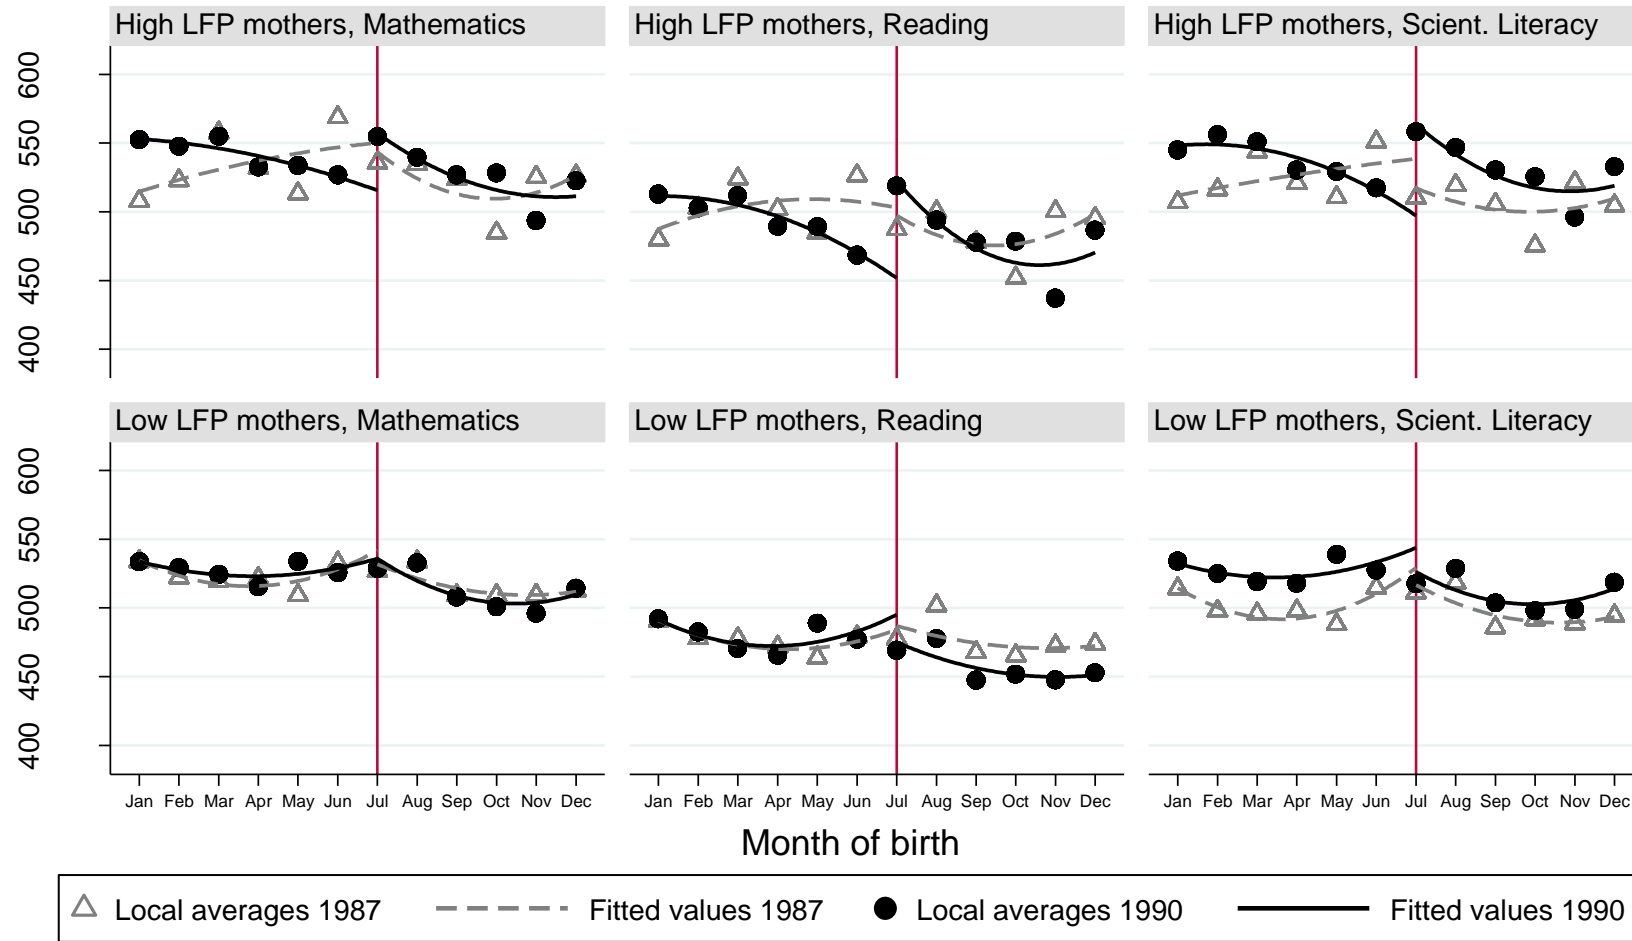 High LFP mothers, Mathematics
High LFP mothers, Reading
High LFP mothers, Scient. Literacy
600
550
500
450
400
Low LFP mothers, Mathematics
Low LFP mothers, Reading
Low LFP mothers, Scient. Literacy
600
550
500
450
400
Jan Feb Mar Apr May Jun Jul Aug Sep Oct Nov Dec
Jan Feb Mar Apr May Jun Jul Aug Sep Oct Nov Dec
Jan Feb Mar Apr May Jun Jul Aug Sep Oct Nov Dec
Month of birth
Local averages 1987 Fitted values 1987 Local averages 1990 Fitted values 1990